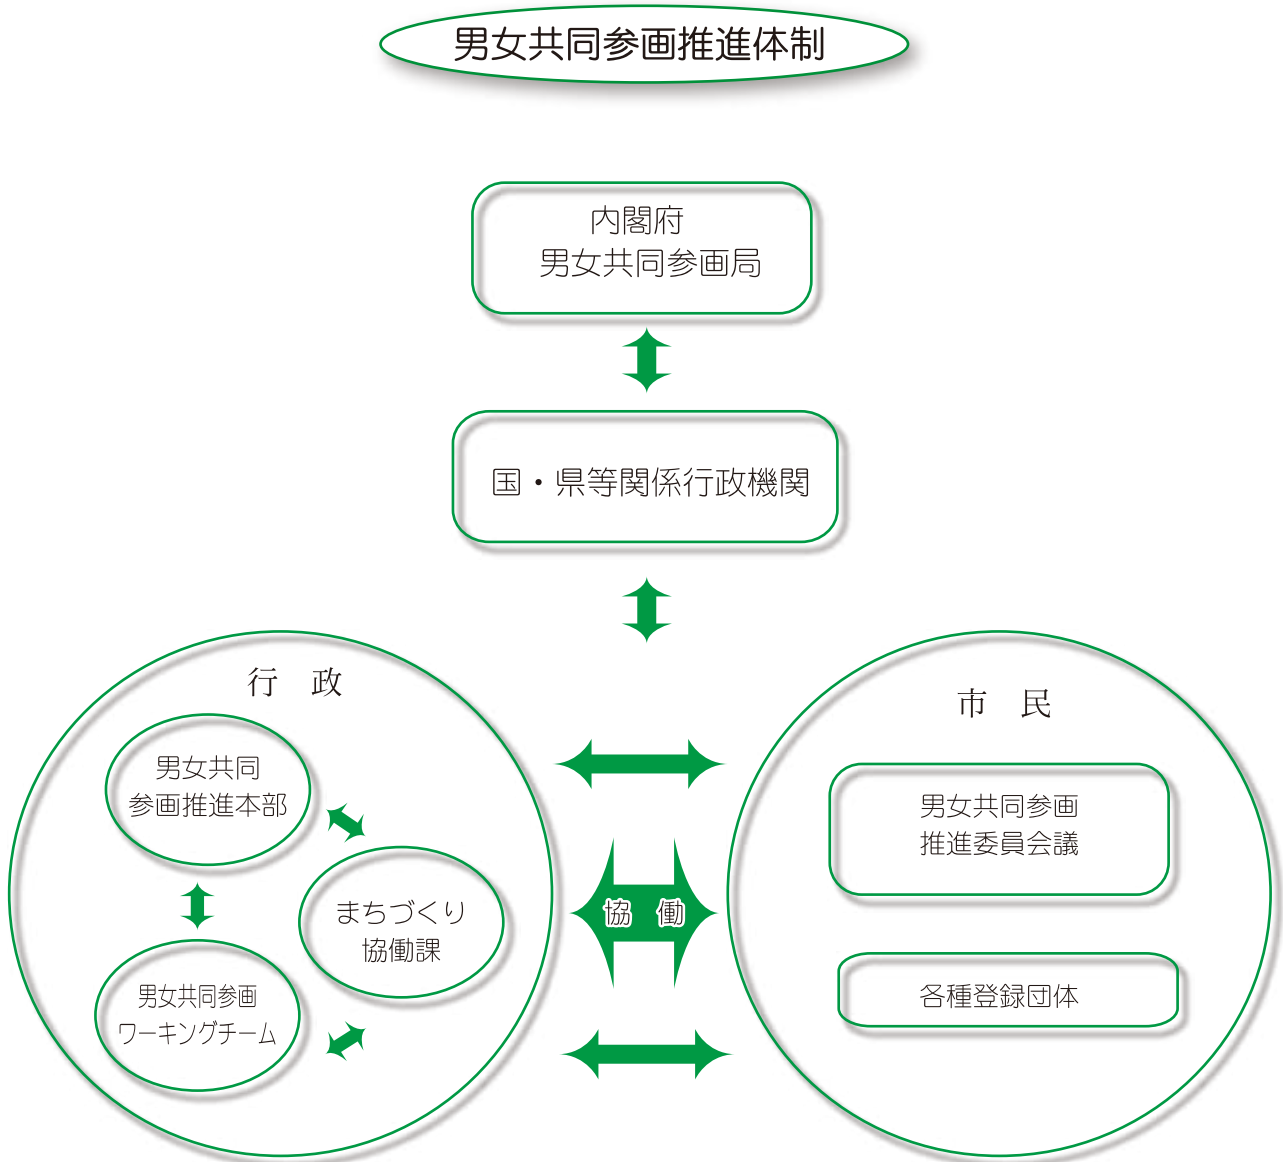 男女共同参画推進体制
内閣府
男女共同参画局
国・県等関係行政機関
行　政
男女共同
参画推進本部
まちづくり
協働課
男女共同参画
ワーキングチーム
協　働
市　民
男女共同参画
推進委員会議
各種登録団体